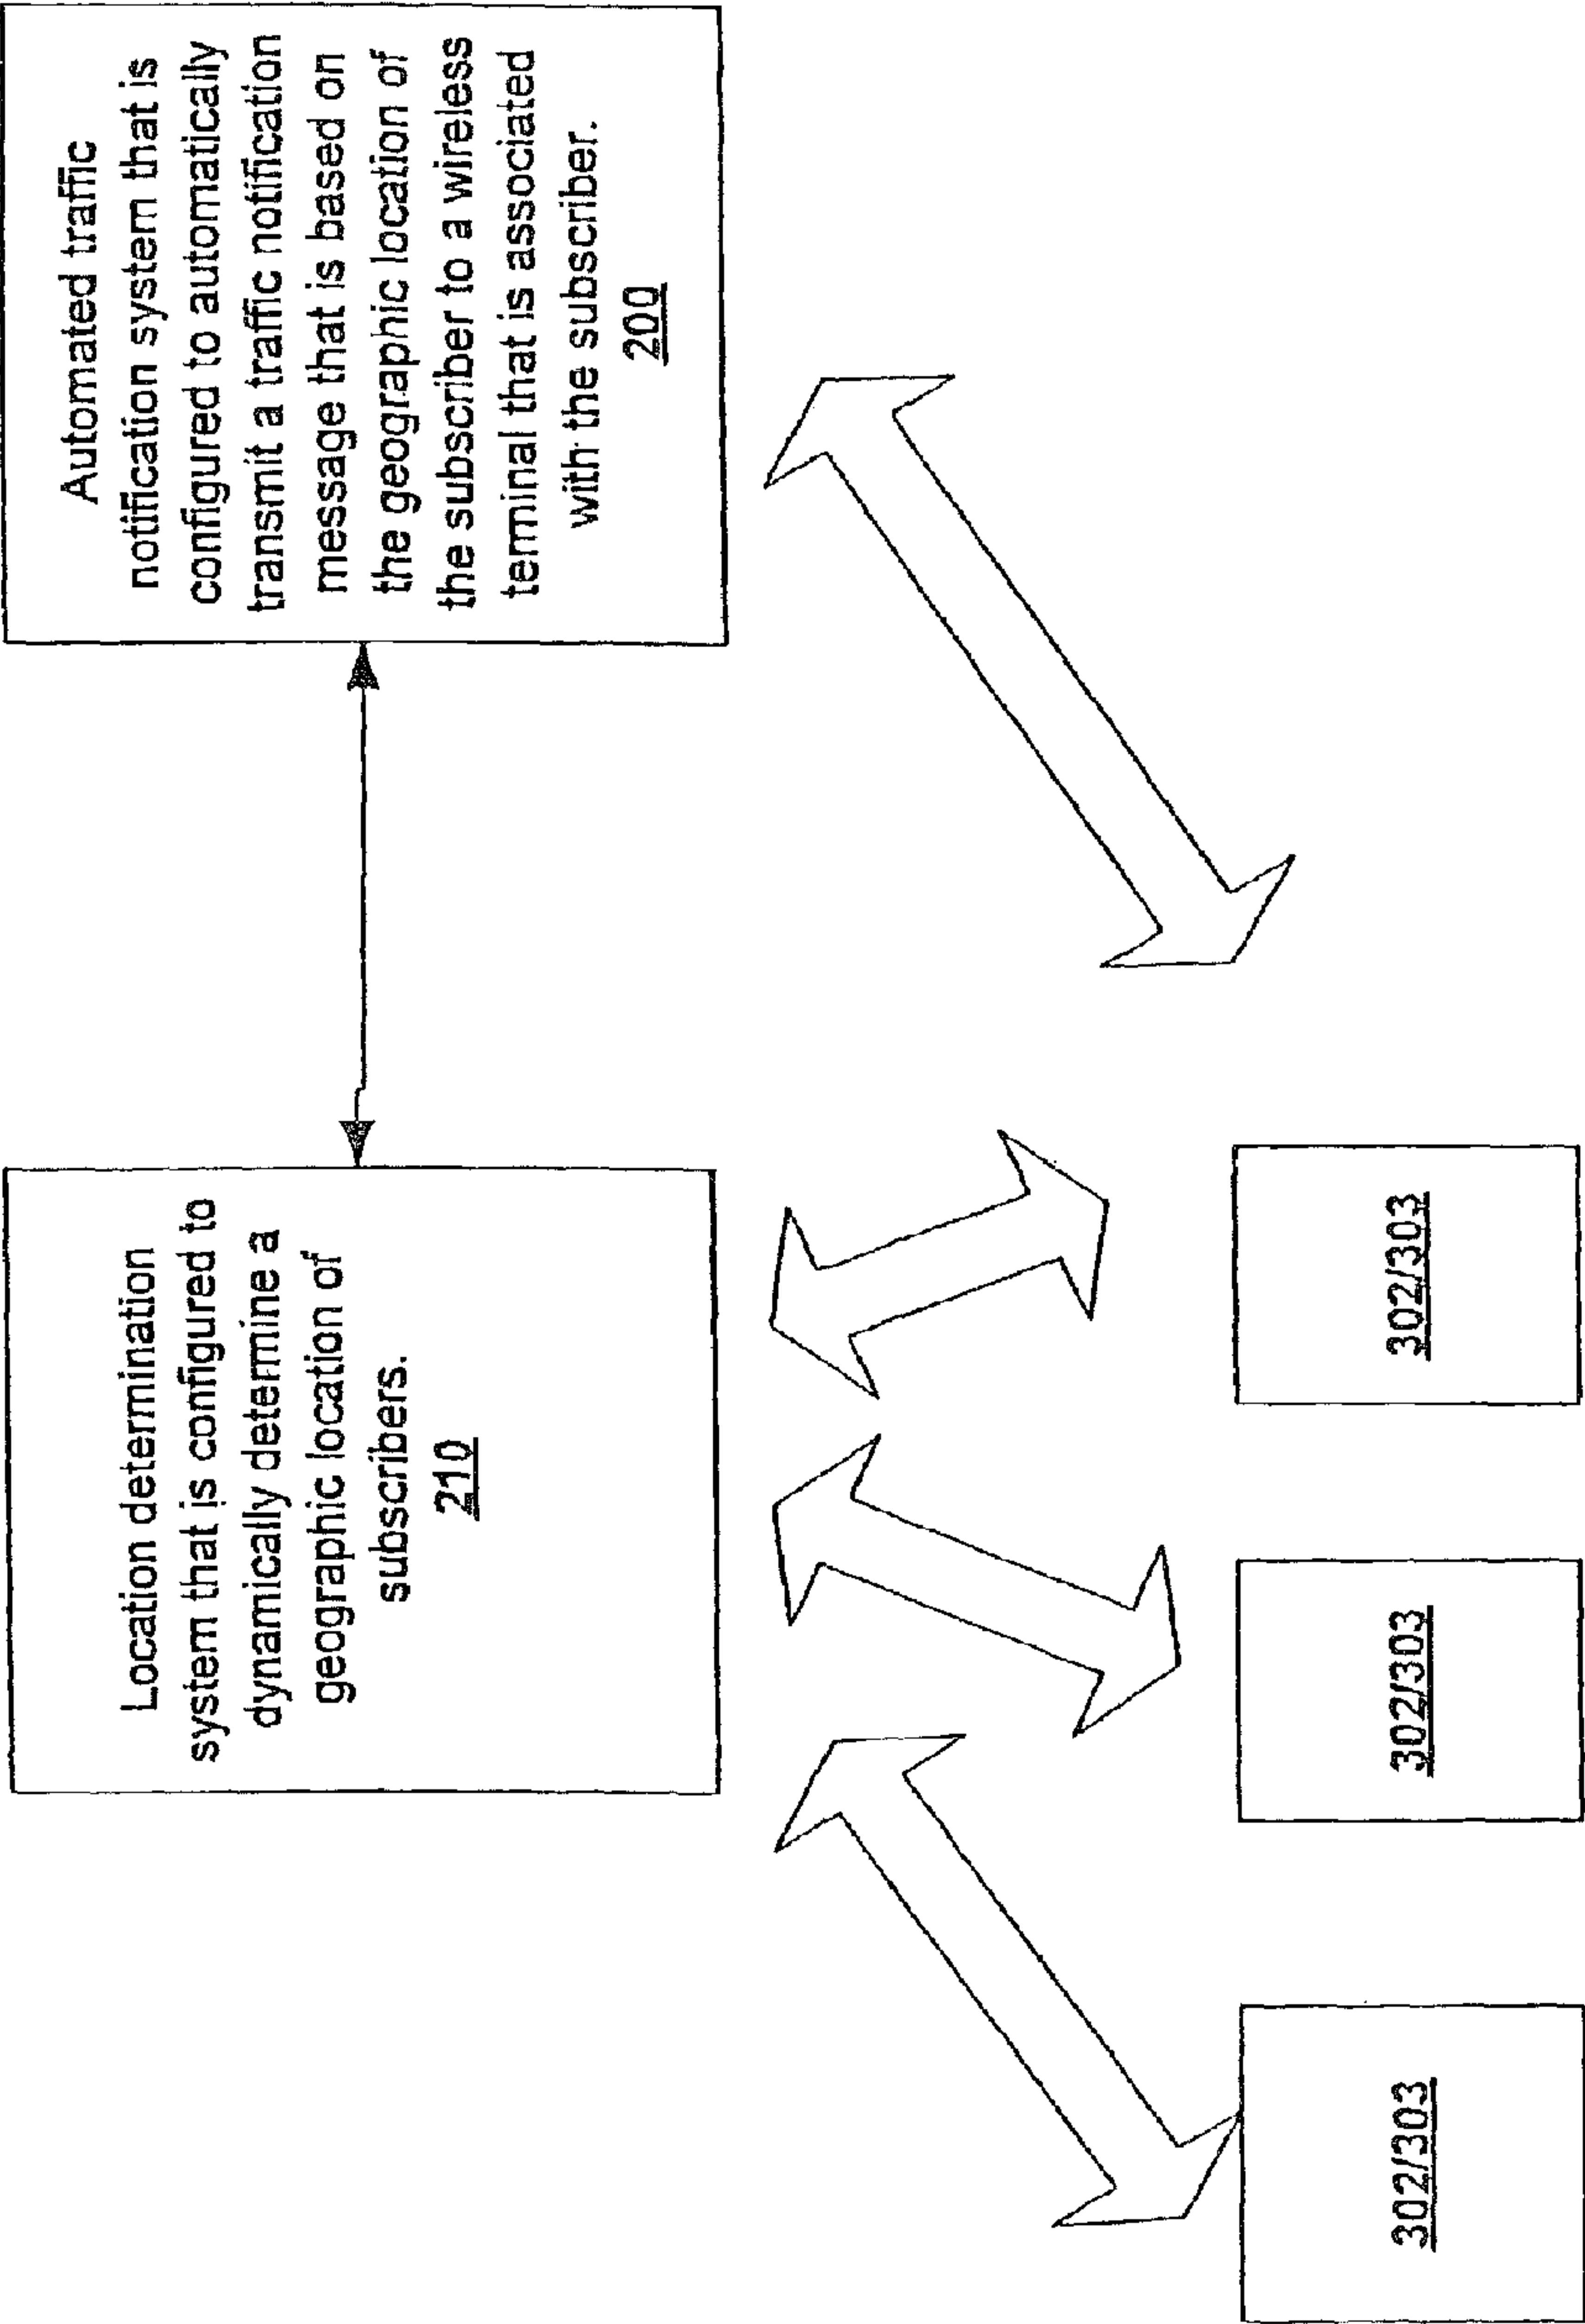 Location determination
system that is configured to
dynamically determine a
geographic location of
subscribers.
210
Automated traffic
notification system that is
configured to automatically
transmit a traffic notification
message that is based on
the geographic location of
the subscriber to a wireless
terminal that is associated
with the subscriber.
200
302/303
302/303
302/303